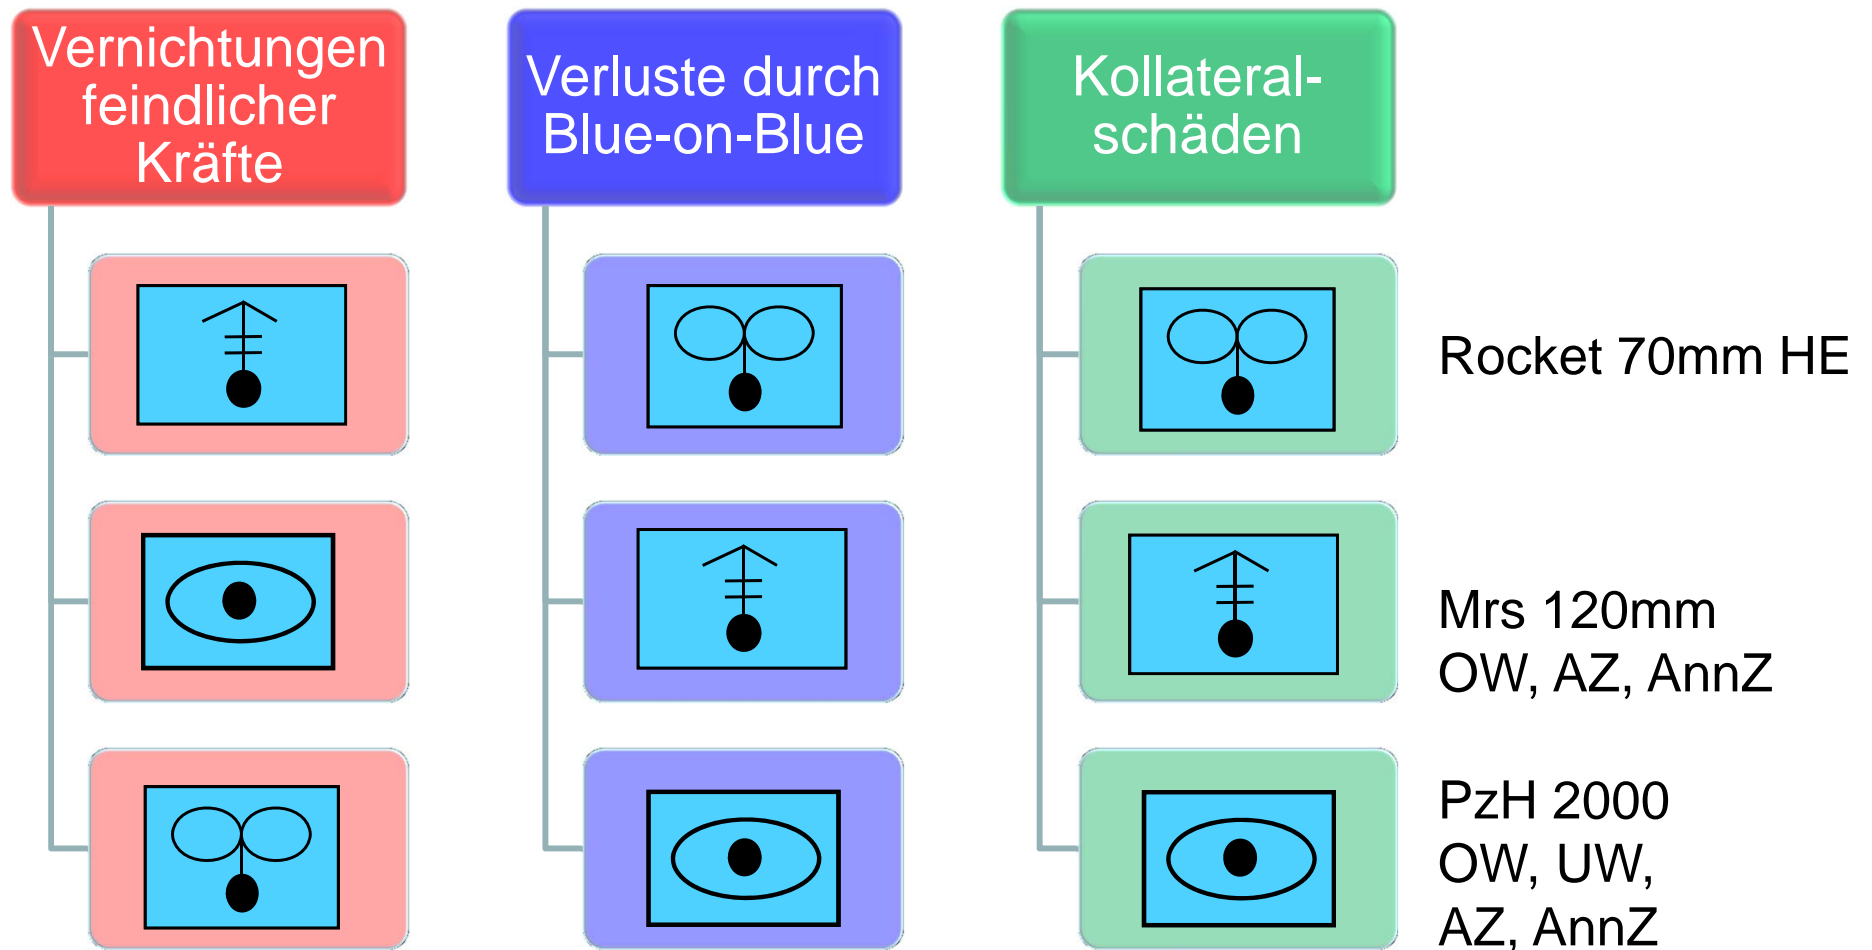 Vernichtungen
feindlicher
Kräfte
Verluste durch
Blue-on-Blue
Kollateral-
schäden
Rocket 70mm HE
Mrs 120mm
OW, AZ, AnnZ
PzH 2000
OW, UW,
AZ, AnnZ